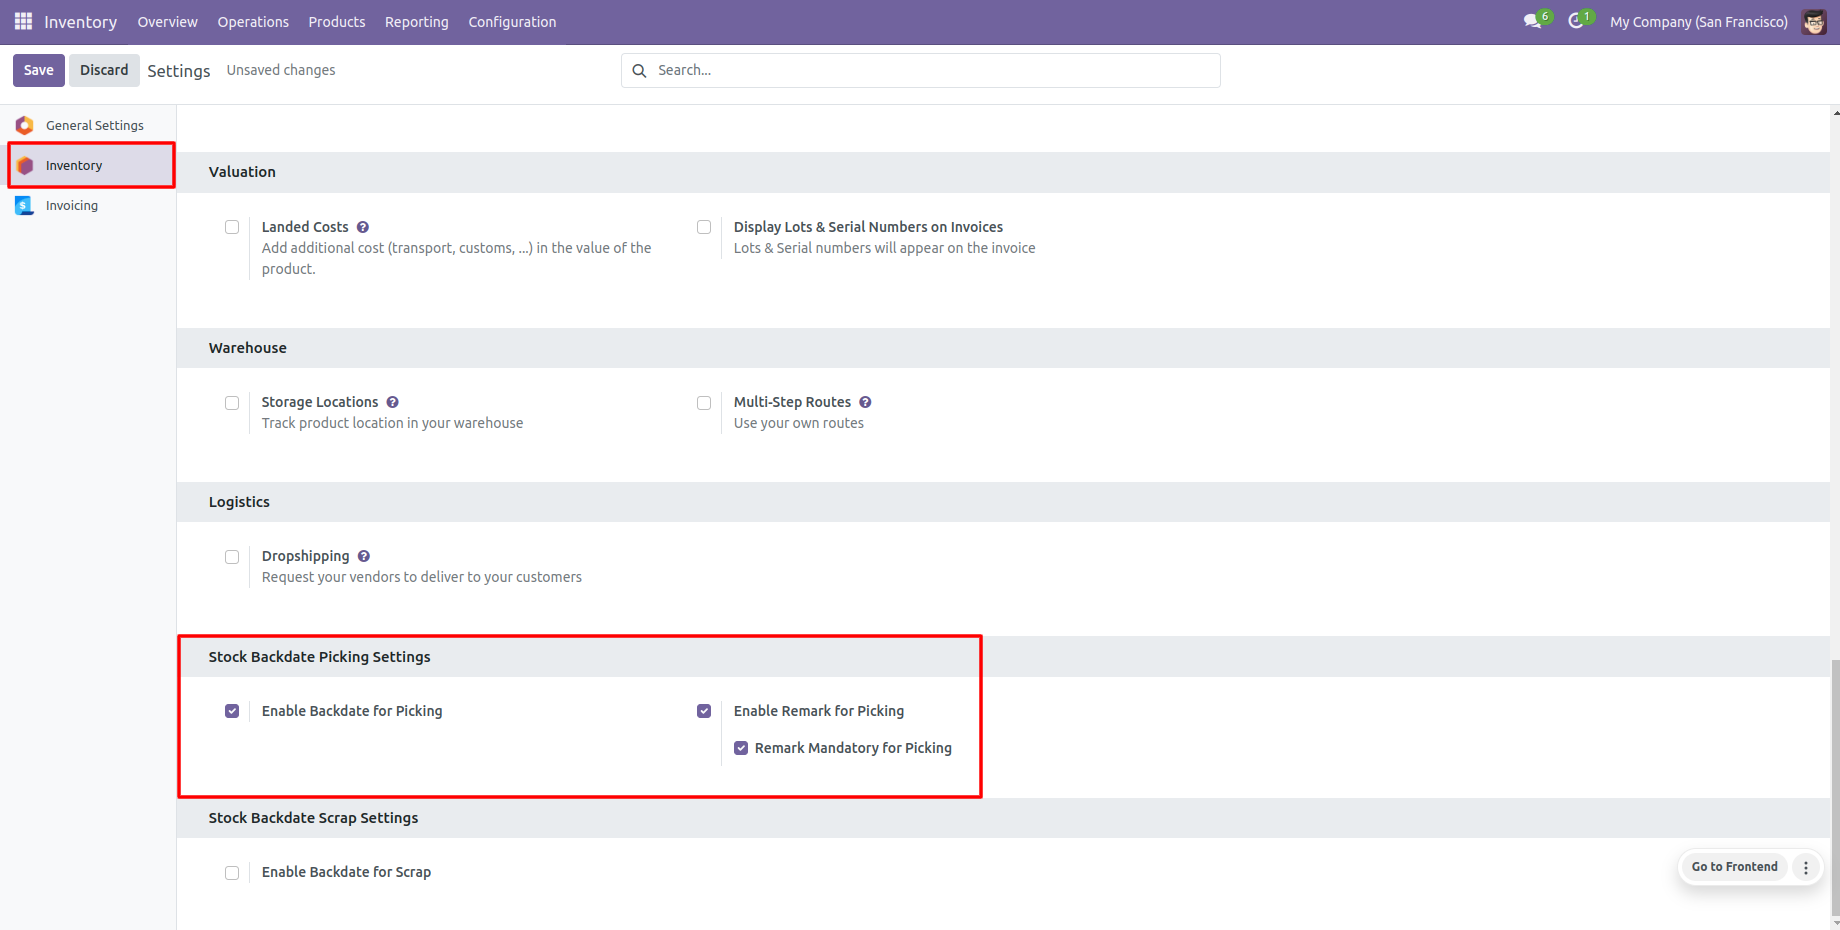 Inventory Overview Operations Products Reporting Configuration 6 1 My Company (San Francisco)
Save Discard Settings Unsaved changes Search...
General Settings
Inventory
Invoicing
Valuation
Landed Costs ? Display Lots & Serial Numbers on Invoices
Add additional cost (transport, customs, ...) in the value of the Lots & Serial numbers will appear on the invoice
product.
Warehouse
Storage Locations ? Multi-Step Routes ?
Track product location in your warehouse Use your own routes
Logistics
Dropshipping ?
Request your vendors to deliver to your customers
Stock Backdate Picking Settings
Enable Backdate for Picking Enable Remark for Picking
Remark Mandatory for Picking
Stock Backdate Scrap Settings
Enable Backdate for Scrap
Go to Frontend